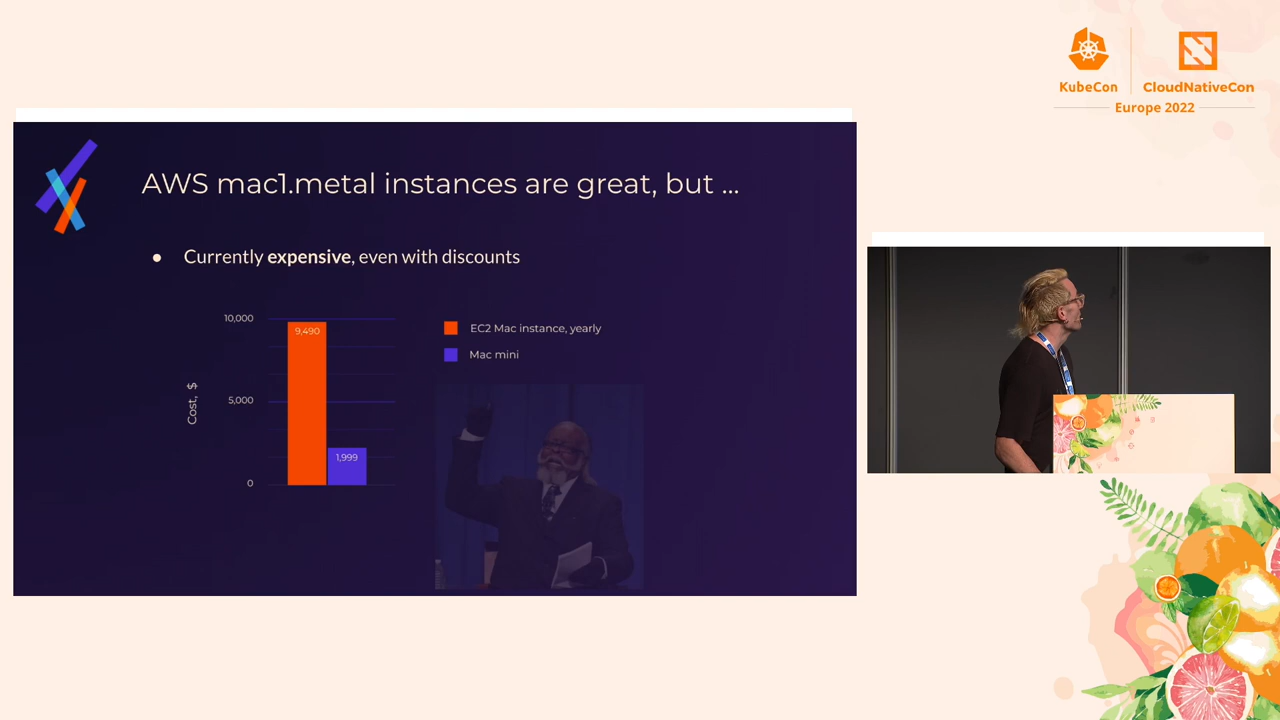 KubeCon
CloudNativeCon
Europe 2022
AWS mac1.metal instances are great, but ...
● Currently expensive, even with discounts
10,000
5,000
0
Cost, $
9,490
1,999
EC2 Mac instance, yearly
Mac mini